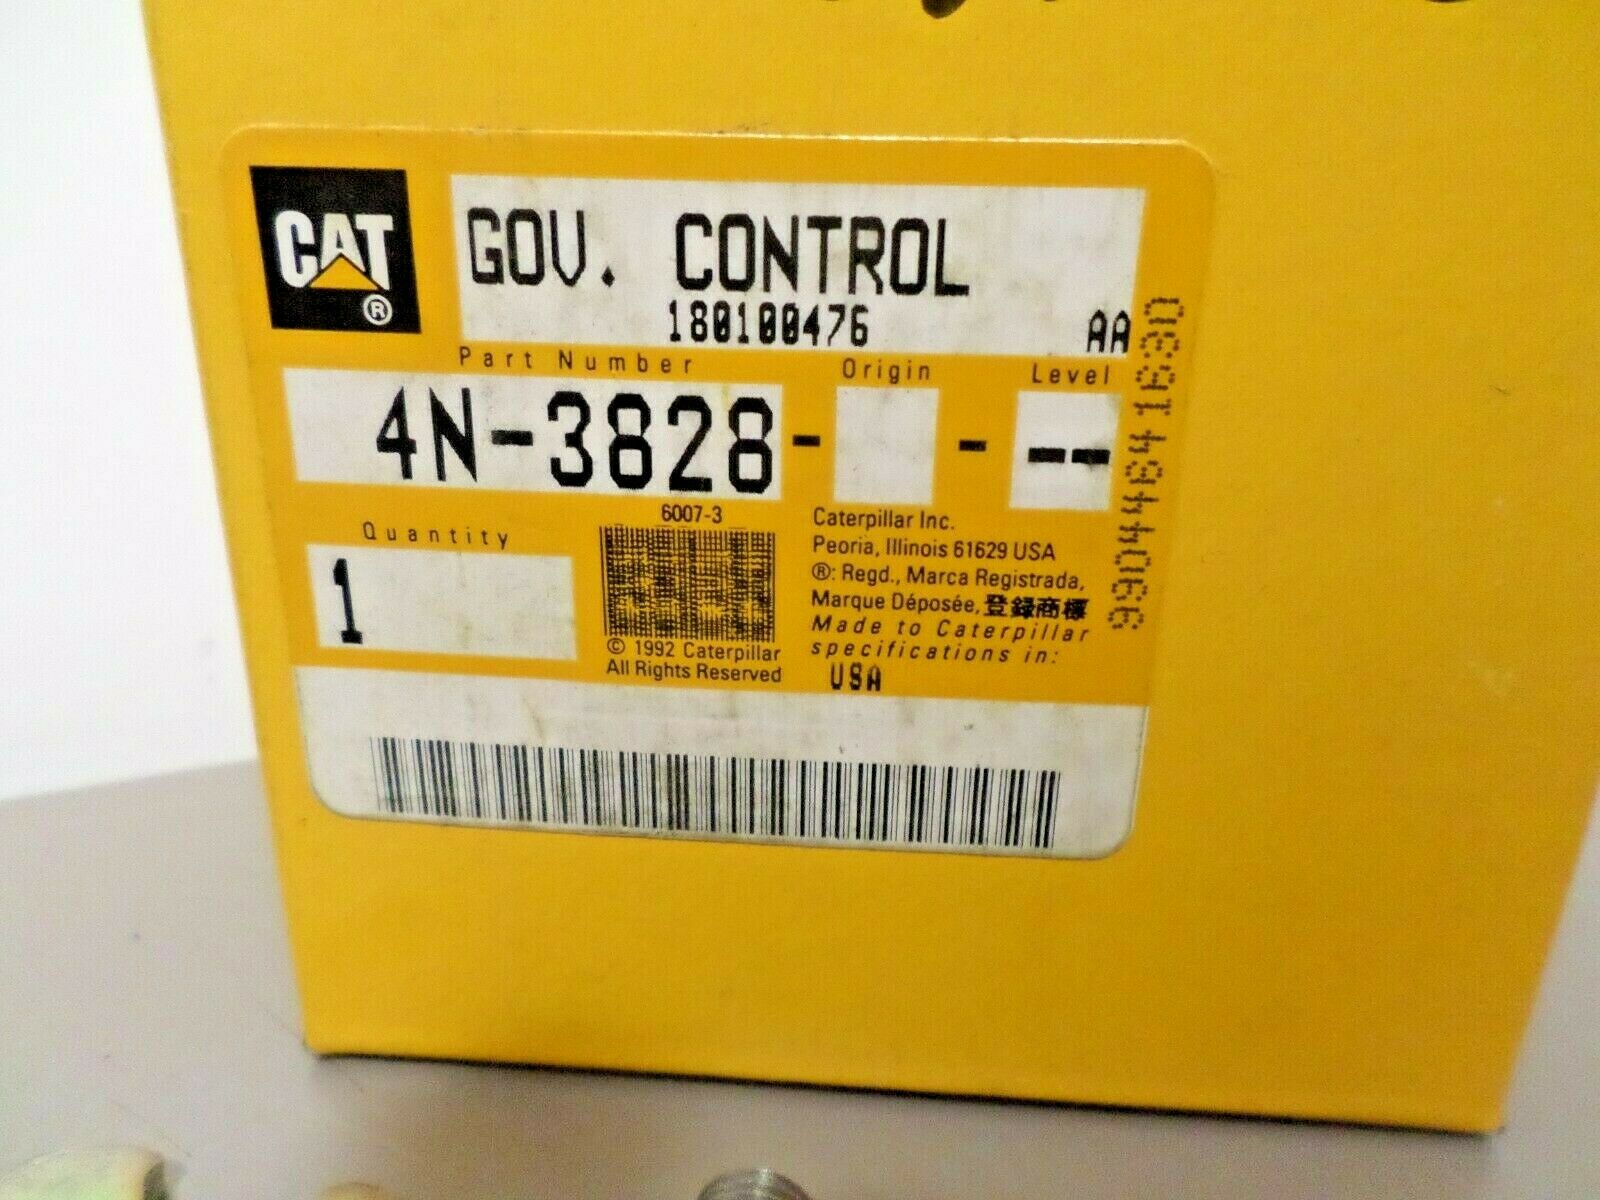 CAT
®
GOV. CONTROL
180100476 AA
Part Number Origin Level
4N-3828- - --
6007-3
Quantity
1
Caterpillar Inc.
Peoria, Illinois 61629 USA
®: Regd., Marca Registrada,
Marque Déposée, 登録商標
Made to Caterpillar
specifications in:
USA
© 1992 Caterpillar
All Rights Reserved